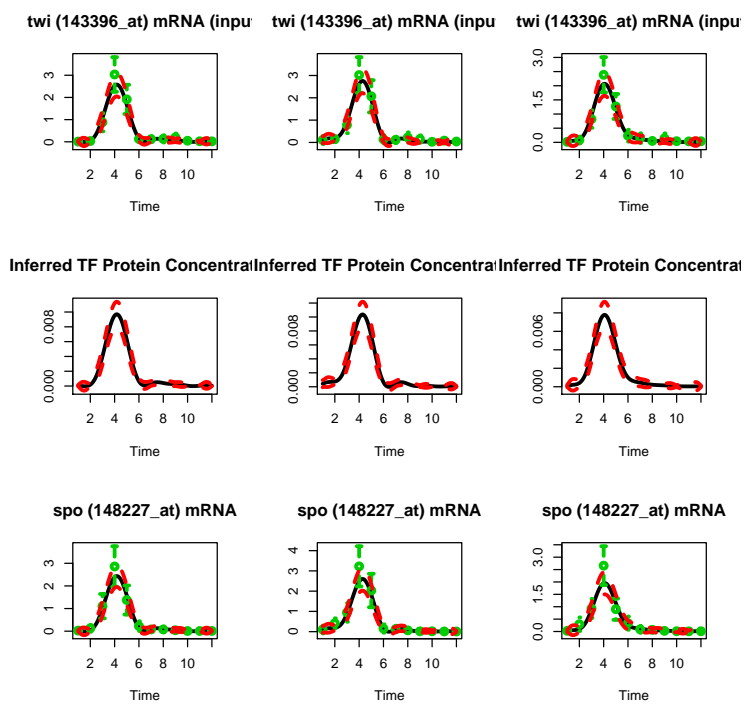 twi (143396_at) mRNA (inpu
twi (143396_at) mRNA (inpu
twi (143396_at) mRNA (inpu
0 1 2 3
2 4 6 8 10
Time
0 1 2 3
2 4 6 8 10
Time
0.0 1.5 3.0
2 4 6 8 10
Time
Inferred TF Protein Concentrat
Inferred TF Protein Concentrat
Inferred TF Protein Concentrat
0.000 0.008
2 4 6 8 10
Time
0.000 0.008
2 4 6 8 10
Time
0.000 0.006
2 4 6 8 10
Time
spo (148227_at) mRNA
spo (148227_at) mRNA
spo (148227_at) mRNA
0 1 2 3
2 4 6 8 10
Time
0 1 2 3 4
2 4 6 8 10
Time
0.0 1.5 3.0
2 4 6 8 10
Time